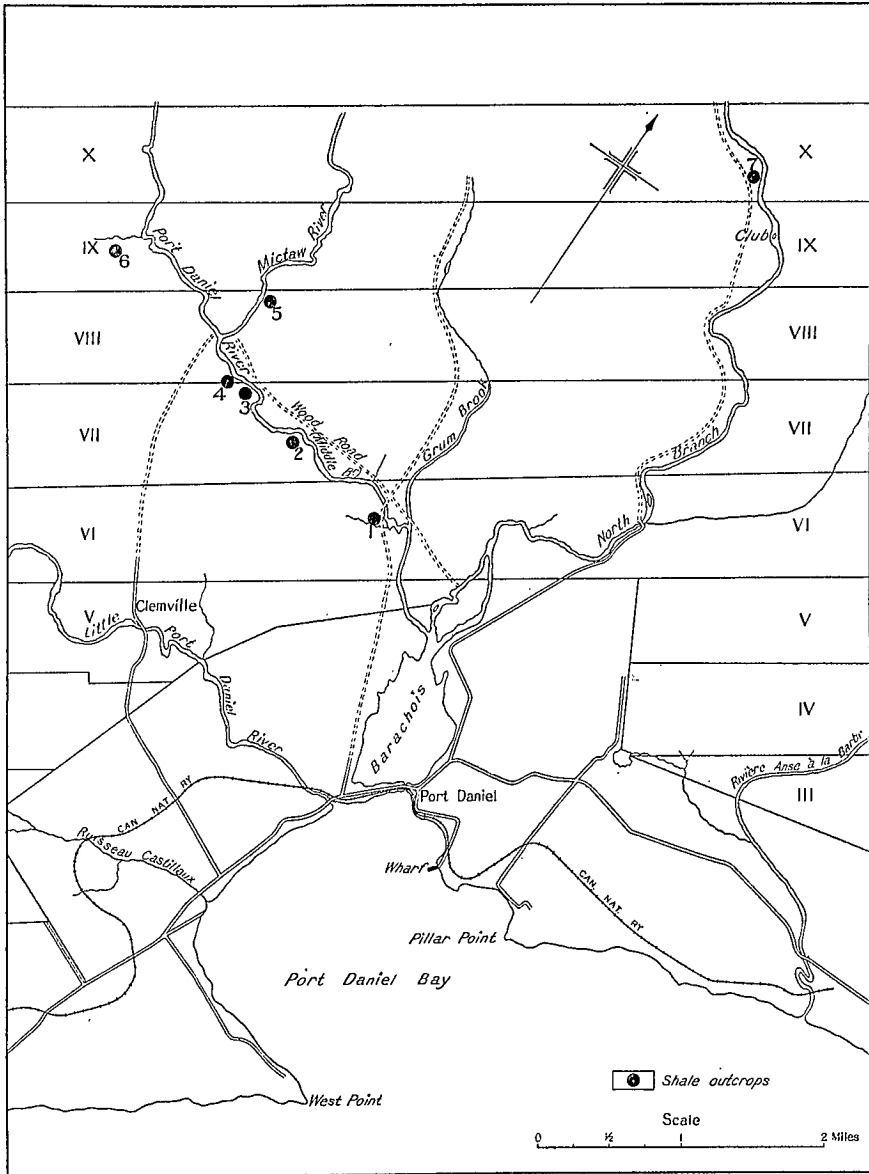 X
X
7
Port
Daniel
River
Mictaw
River
IX
6
Club
IX
5
VIII
VIII
4
3
Wood Road
Middle Br.
Grum Brook
VII
2
Branch
VII
North
VI
1
VI
V
Clemville
V
Little
Port
Daniel
River
Barachois
IV
Rivière Anse à la Barbe
III
CAN. NAT. RY
Port Daniel
Ruisseau Castilloux
Wharf
CAN. NAT. RY
Pillar Point
Port Daniel Bay
Shale outcrops
West Point
Scale
0 ½ 1 2 Miles